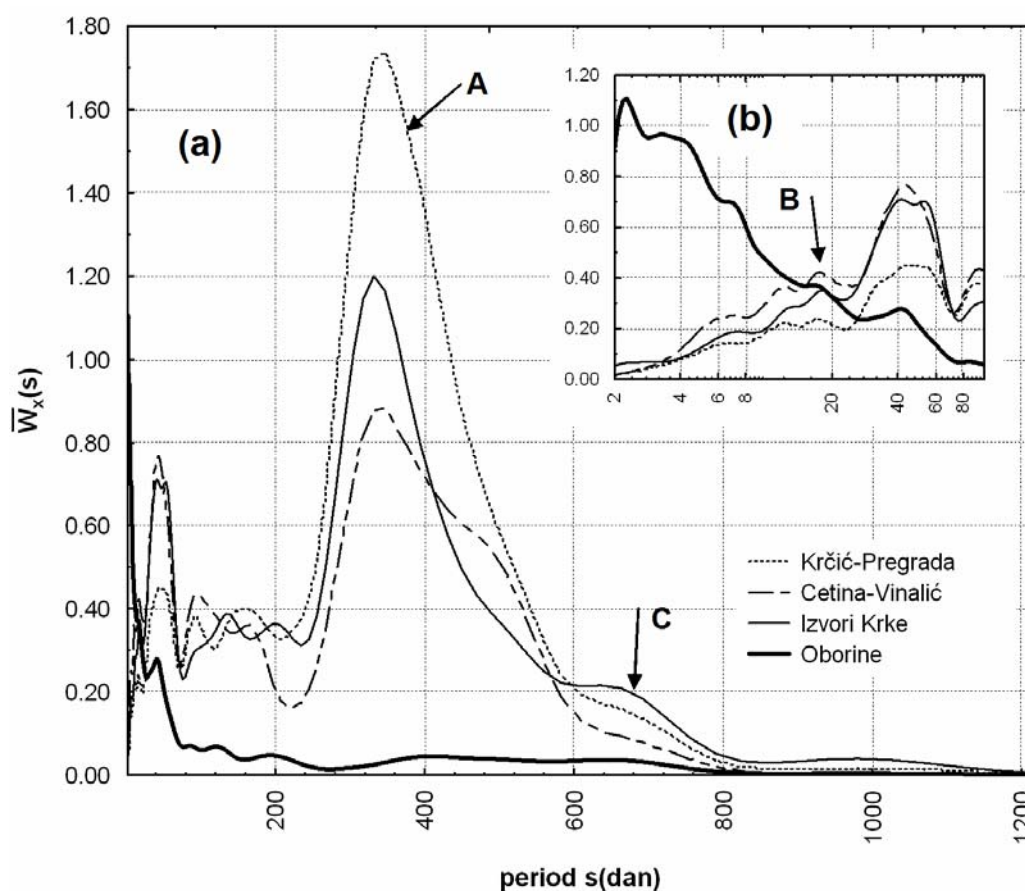 1.80
1.60
1.40
1.20
1.00
0.80
0.60
0.40
0.20
0.00
W̅x(s)
(a)
A
1.20
1.00
0.80
0.60
0.40
0.20
0.00
(b)
B
2
4
6
8
20
40
60
80
Krčić-Pregrada
Cetina-Vinalić
Izvori Krke
Oborine
C
200
400
600
800
1000
1200
period s(dan)